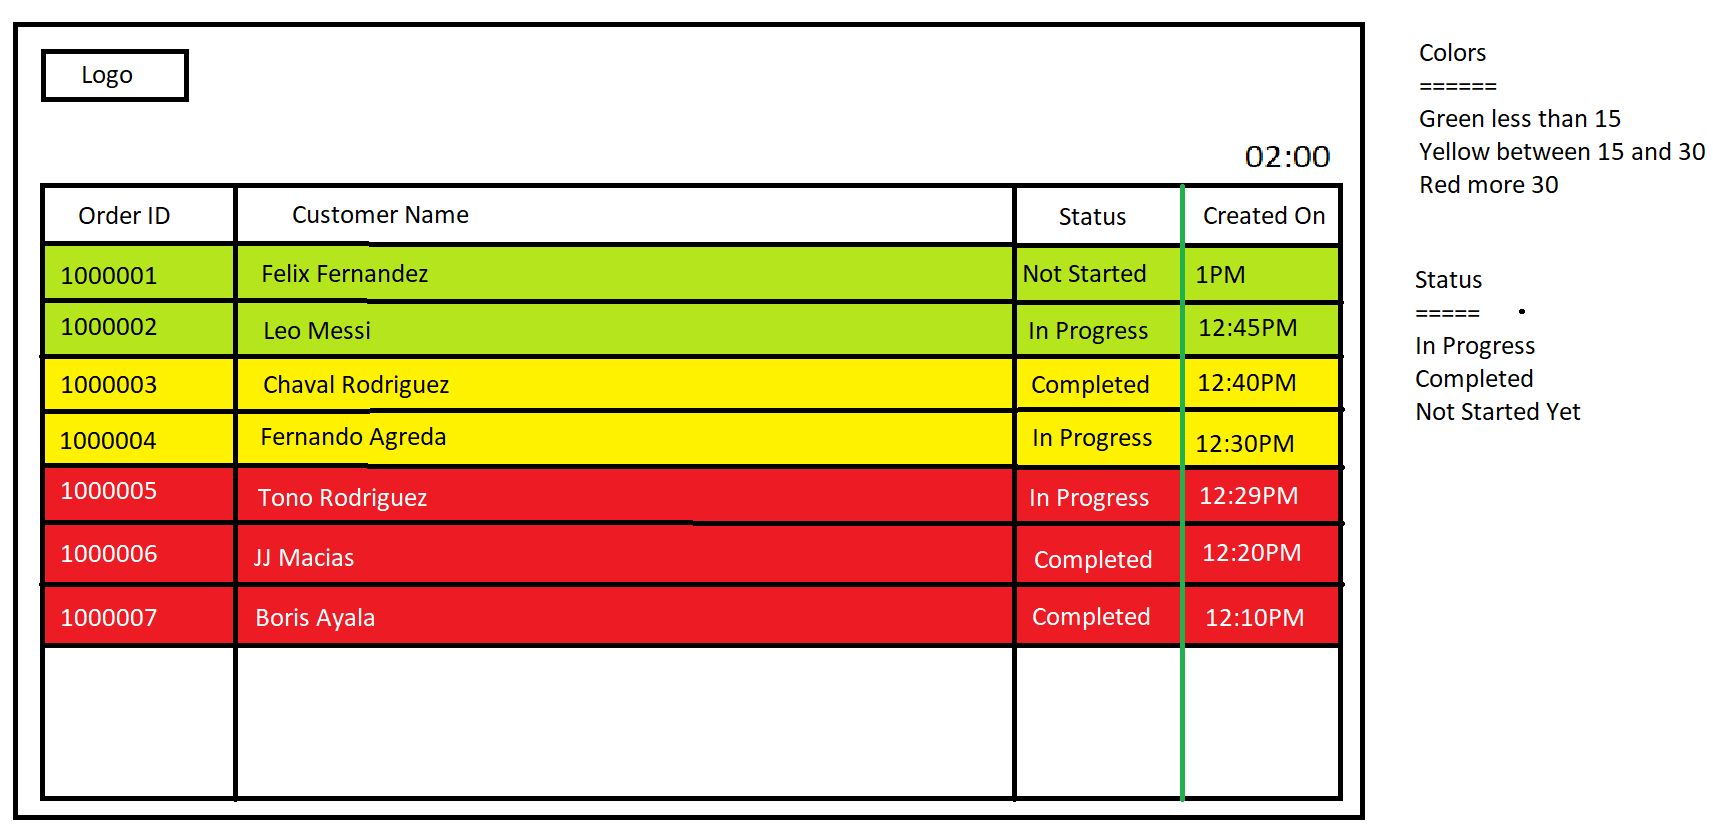 Logo
02:00
Order ID Customer Name Status Created On
1000001 Felix Fernandez Not Started 1PM
1000002 Leo Messi In Progress 12:45PM
1000003 Chaval Rodriguez Completed 12:40PM
1000004 Fernando Agreda In Progress 12:30PM
1000005 Tono Rodriguez In Progress 12:29PM
1000006 JJ Macias Completed 12:20PM
1000007 Boris Ayala Completed 12:10PM
Colors
======
Green less than 15
Yellow between 15 and 30
Red more 30
Status
=====
In Progress
Completed
Not Started Yet